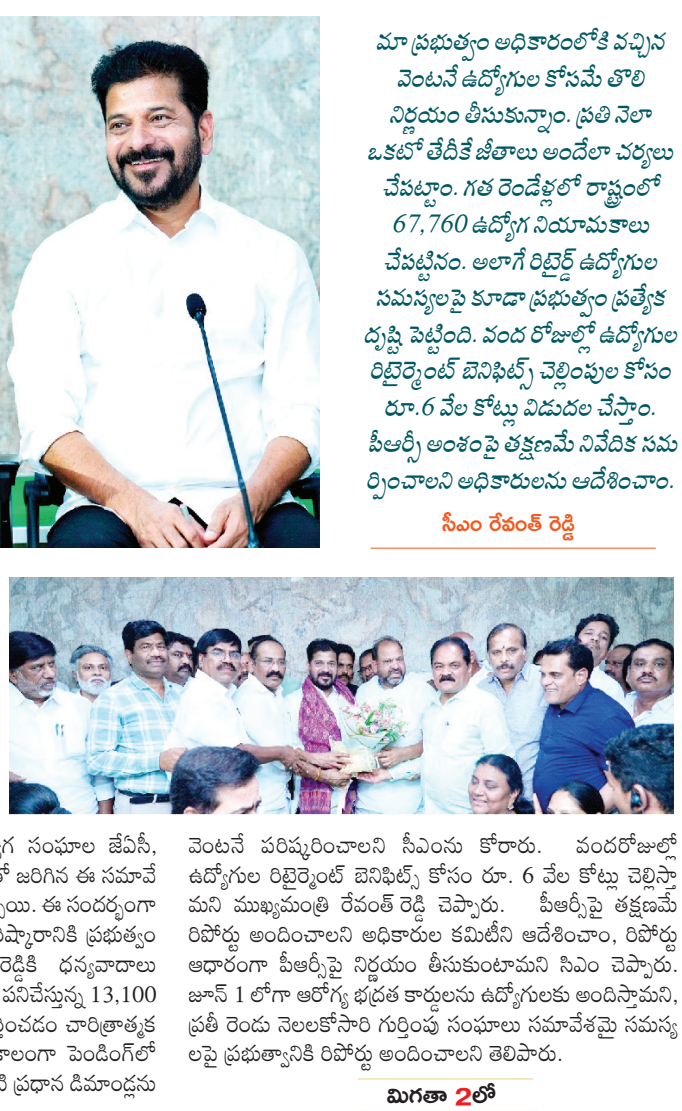 మా ప్రభుత్వం అధికారంలోకి వచ్చిన
వెంటనే ఉద్యోగుల కోసమే తొలి
నిర్ణయం తీసుకున్నాం. ప్రతి నెలా
ఒకటో తేదీకే జీతాలు అందేలా చర్యలు
చేపట్టాం. గత రెండేళ్లలో రాష్ట్రంలో
67,760 ఉద్యోగ నియామకాలు
చేపట్టినం. అలాగే రిటైర్డ్ ఉద్యోగుల
సమస్యలపై కూడా ప్రభుత్వం ప్రత్యేక
దృష్టి పెట్టింది. వంద రోజుల్లో ఉద్యోగుల
రిటైర్మెంట్ బెనిఫిట్స్ చెల్లింపుల కోసం
రూ.6 వేల కోట్లు విడుదల చేస్తాం.
పీఆర్సీ అంశంపై తక్షణమే నివేదిక సమ
ర్పించాలని అధికారులను ఆదేశించాం.
సీఎం రేవంత్ రెడ్డి
సంఘాల జేఏసీ,
జరిగిన ఈ సమావే
ఈ సందర్భంగా
ప్రభుత్వం
రెడ్డికి ధన్యవాదాలు
పనిచేస్తున్న 13,100
చారిత్రాత్మక
పెండింగ్‌లో
ప్రధాన డిమాండ్లను
వెంటనే పరిష్కరించాలని సీఎంను కోరారు. వందరోజుల్లో
ఉద్యోగుల రిటైర్మెంట్ బెనిఫిట్స్ కోసం రూ. 6 వేల కోట్లు చెల్లిస్తా
మని ముఖ్యమంత్రి రేవంత్ రెడ్డి చెప్పారు. పీఆర్సీపై తక్షణమే
రిపోర్టు అందించాలని అధికారుల కమిటీని ఆదేశించాం, రిపోర్టు
ఆధారంగా పీఆర్సీపై నిర్ణయం తీసుకుంటామని సిఎం చెప్పారు.
జూన్ 1 లోగా ఆరోగ్య భద్రత కార్డులను ఉద్యోగులకు అందిస్తామని,
ప్రతీ రెండు నెలలకోసారి గుర్తింపు సంఘాలు సమావేశమై సమస్య
లపై ప్రభుత్వానికి రిపోర్టు అందించాలని తెలిపారు.
మిగతా 2లో